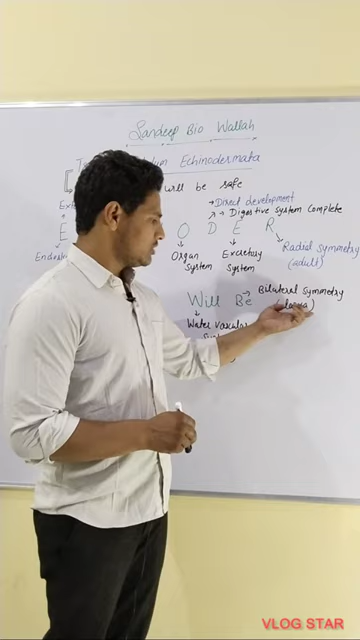 Sandeep Bio Wallah
Echinodermata
will be safe
Direct development
Digestive system complete
E O D E R
Organ System
Excretory System
Radial symmetry (adult)
Will Be
Bilateral Symmetry
Water vascular
VLOG STAR